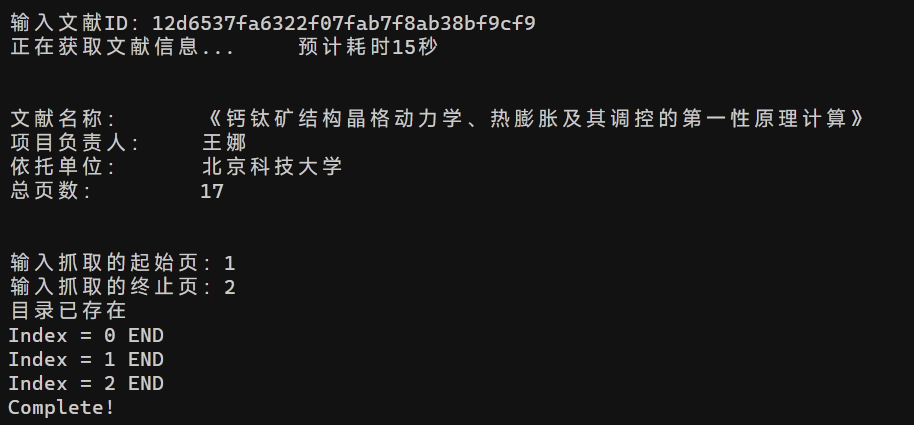 输入文献ID: 12d6537fa6322f07fab7f8ab38bf9cf9
正在获取文献信息... 预计耗时15秒
文献名称: 《钙钛矿结构晶格动力学、热膨胀及其调控的第一性原理计算》
项目负责人: 王娜
依托单位: 北京科技大学
总页数: 17
输入抓取的起始页: 1
输入抓取的终止页: 2
目录已存在
Index = 0 END
Index = 1 END
Index = 2 END
Complete!